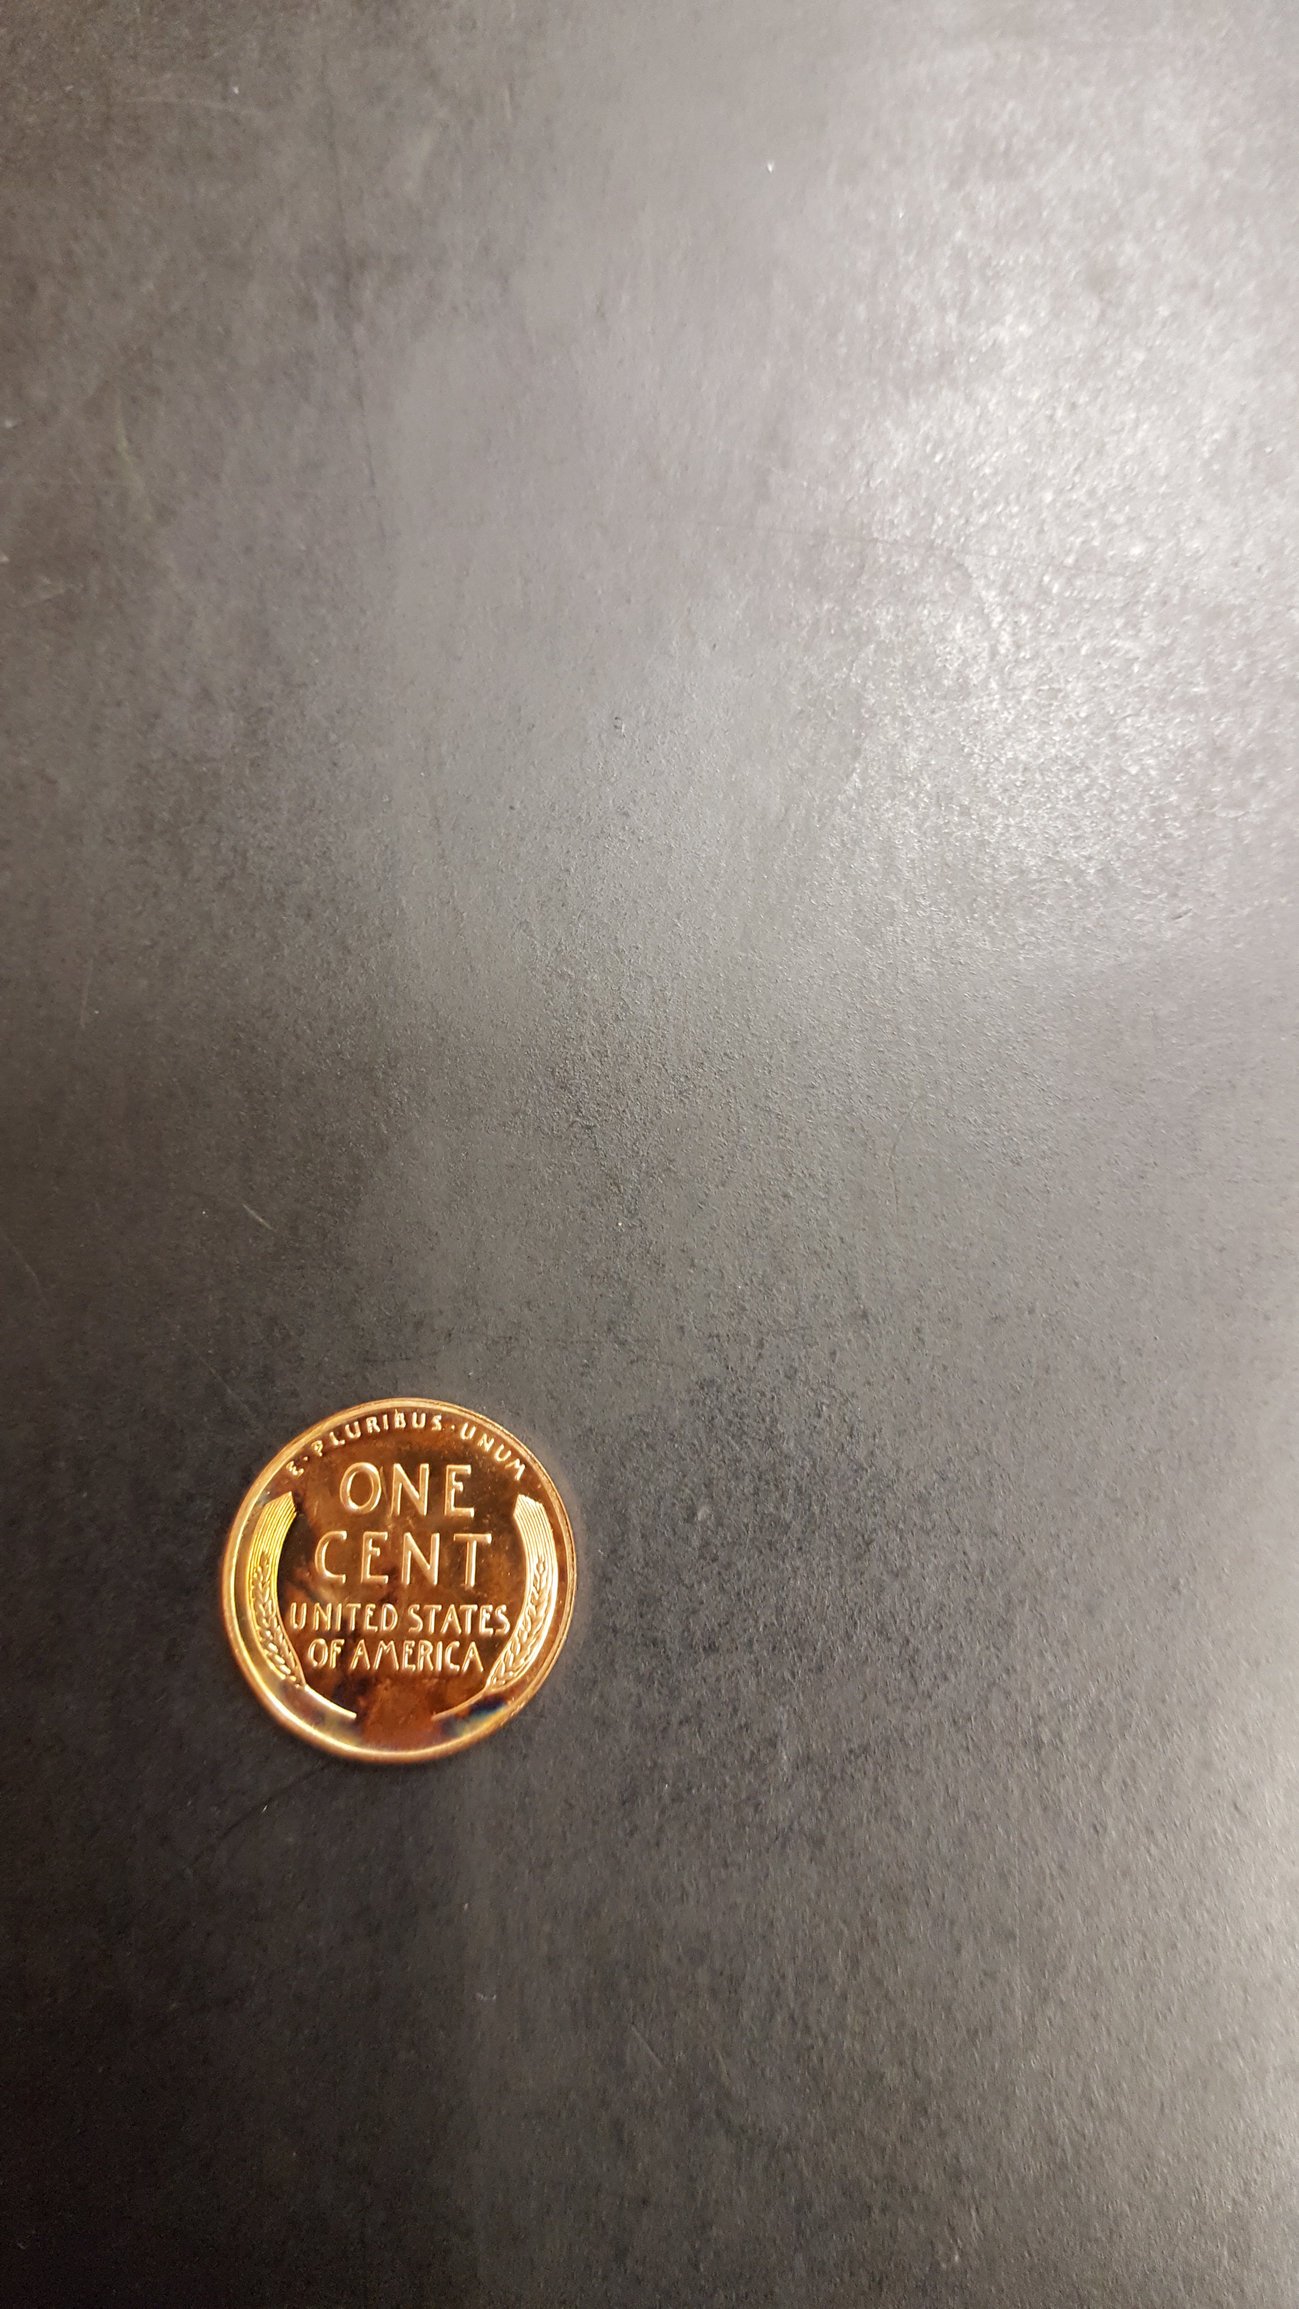 E·PLURIBUS·UNUM
ONE
CENT
UNITED STATES
OF AMERICA